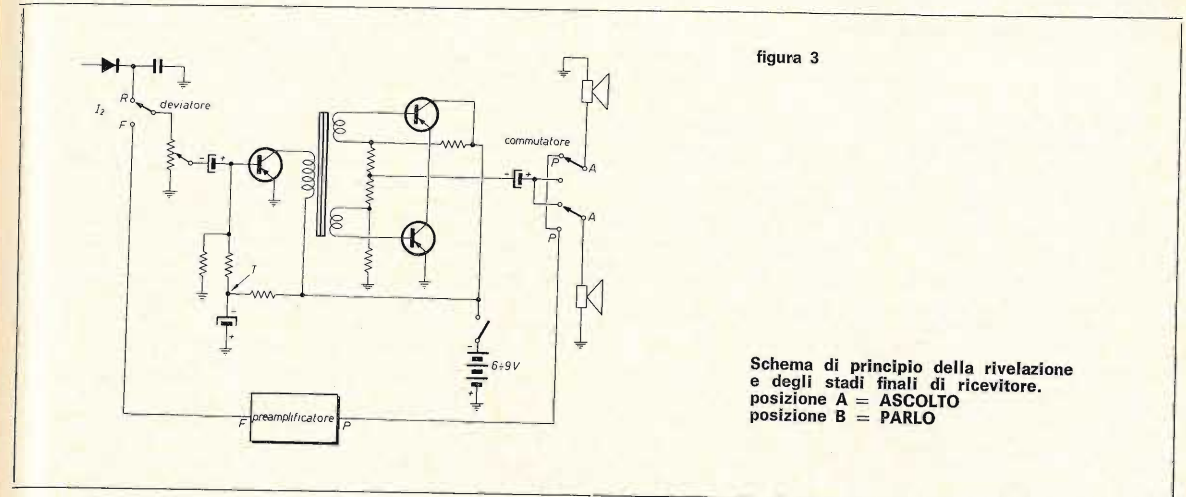 figura 3
R
deviatore
I2
F
- +
T
-
+
commutatore
P
A
- +
A
P
-
6÷9V
+
F
preamplificatore
P
Schema di principio della rivelazione
e degli stadi finali di ricevitore.
posizione A = ASCOLTO
posizione B = PARLO